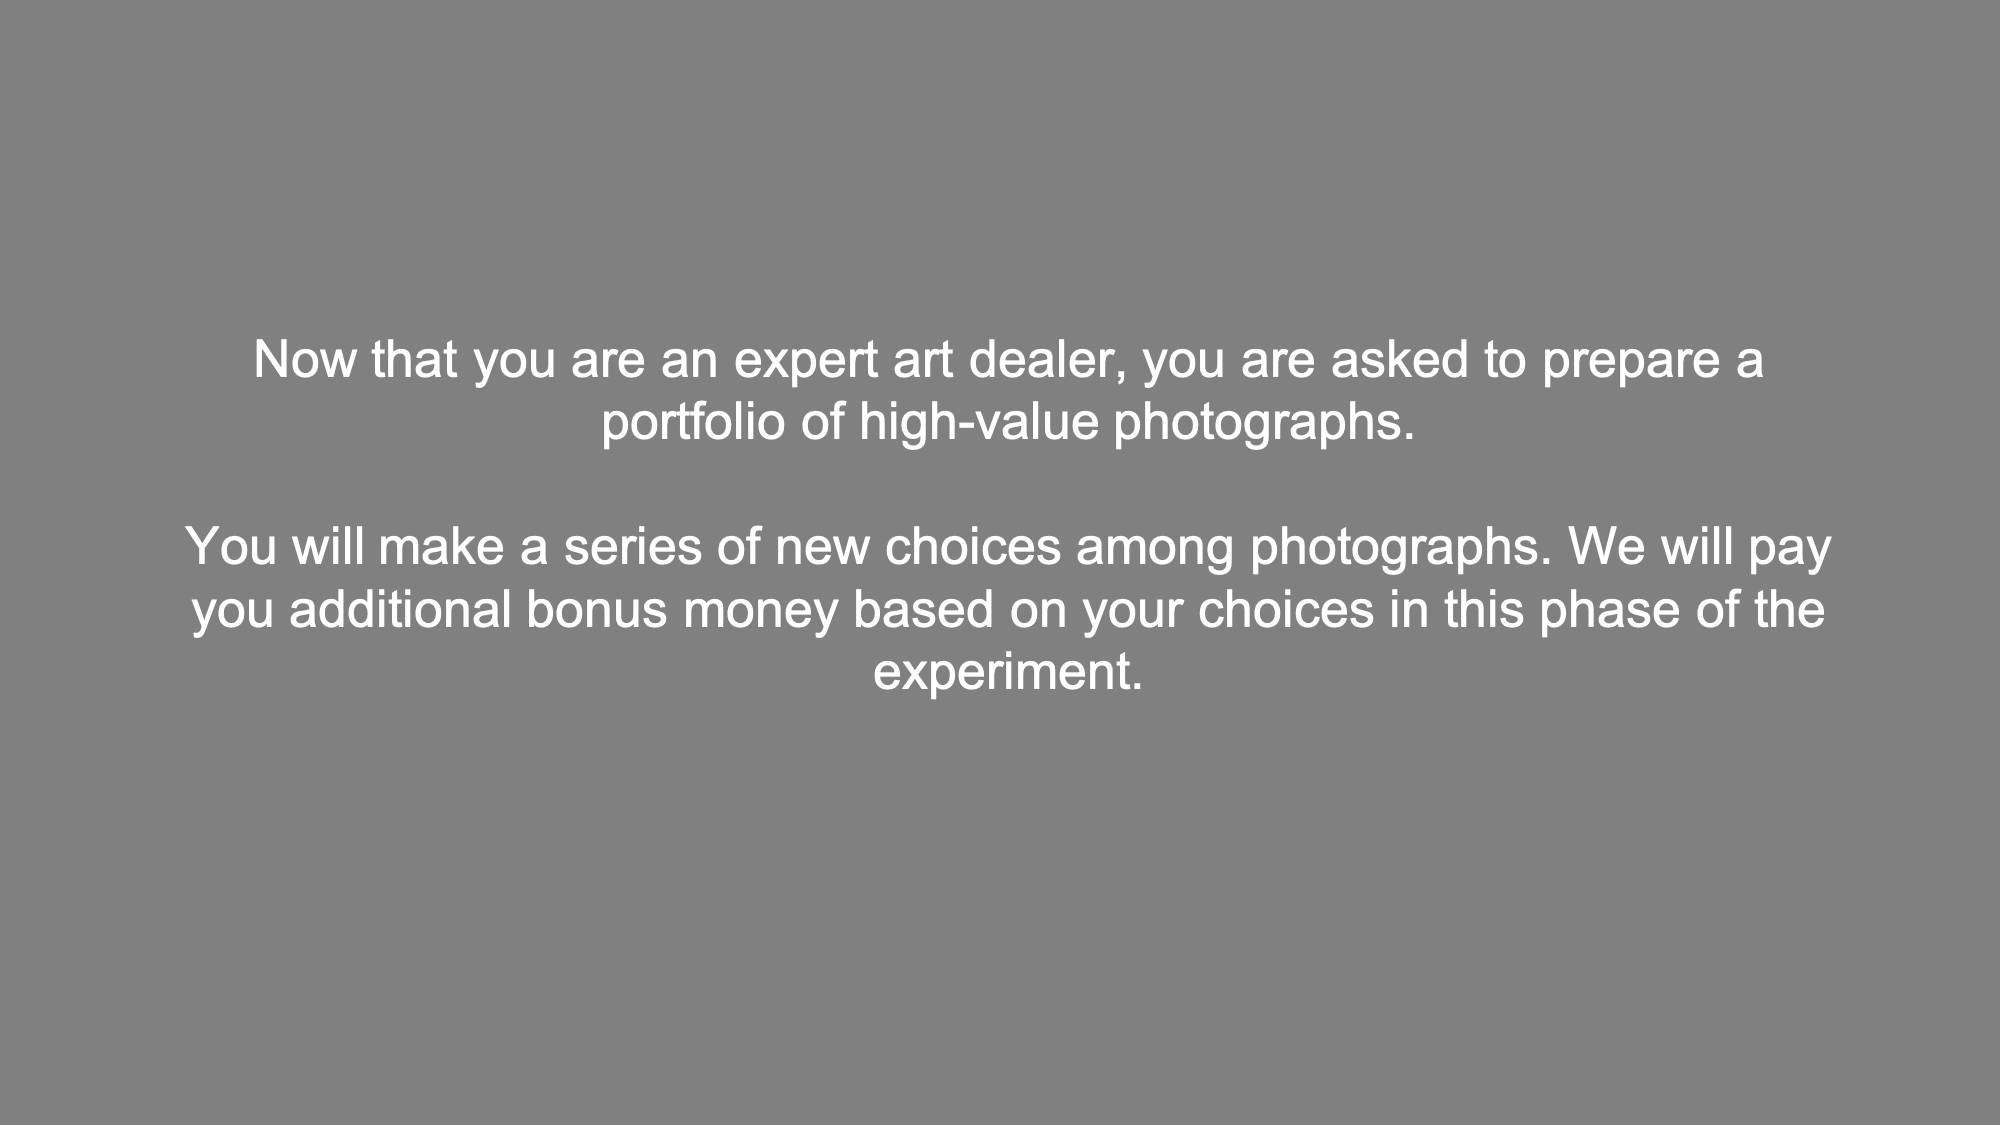 Now that you are an expert art dealer, you are asked to prepare a
portfolio of high-value photographs.
You will make a series of new choices among photographs. We will pay
you additional bonus money based on your choices in this phase of the
experiment.